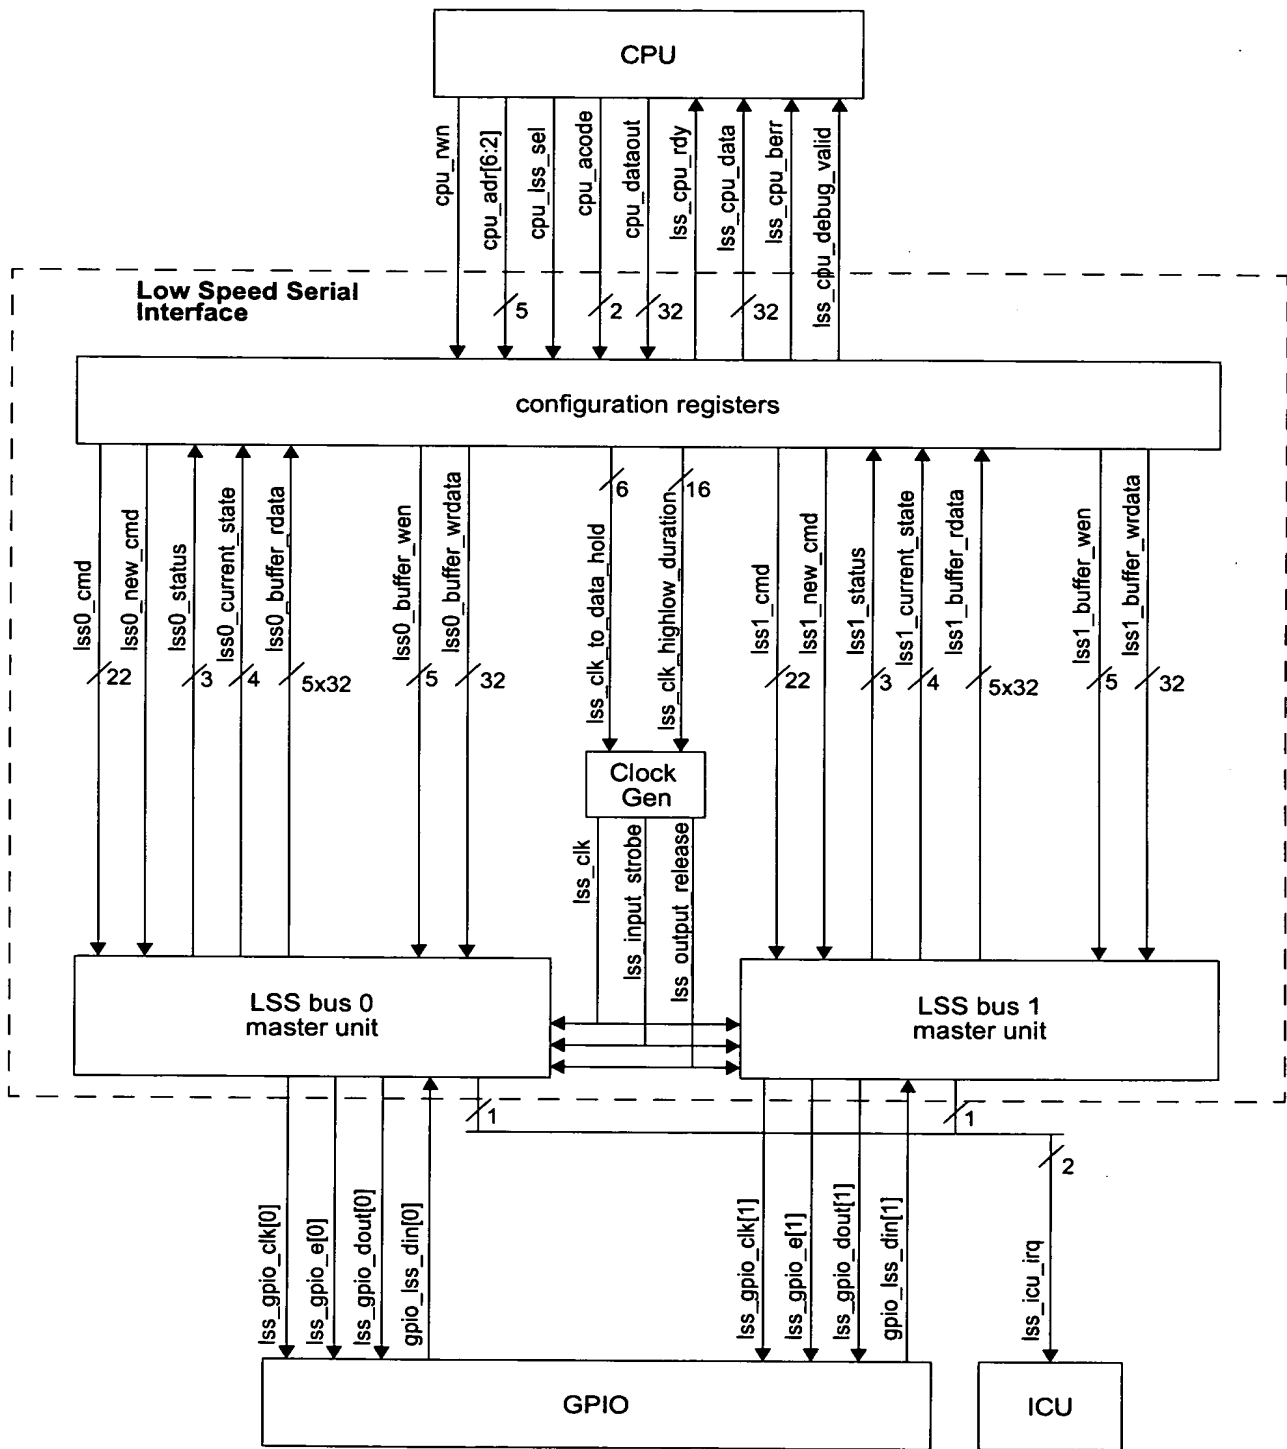 CPU
cpu_rwn
cpu_adr[6:2]
cpu_lss_sel
cpu_acode
cpu_dataout
lss_cpu_rdy
lss_cpu_data
lss_cpu_berr
lss_cpu_debug_valid
Low Speed Serial
Interface
5
2
32
32
configuration registers
lss0_cmd
lss0_new_cmd
lss0_status
lss0_current_state
lss0_buffer_rdata
lss0_buffer_wen
lss0_buffer_wrdata
lss_clk_to_data_hold
lss_clk_highlow_duration
lss1_cmd
lss1_new_cmd
lss1_status
lss1_current_state
lss1_buffer_rdata
lss1_buffer_wen
lss1_buffer_wrdata
6
16
22
3
4
5x32
5
32
22
3
4
5x32
5
32
Clock
Gen
lss_clk
lss_input_strobe
lss_output_release
LSS bus 0
master unit
LSS bus 1
master unit
1
1
2
lss_gpio_clk[0]
lss_gpio_e[0]
lss_gpio_dout[0]
gpio_lss_din[0]
lss_gpio_clk[1]
lss_gpio_e[1]
lss_gpio_dout[1]
gpio_lss_din[1]
lss_icu_irq
GPIO
ICU